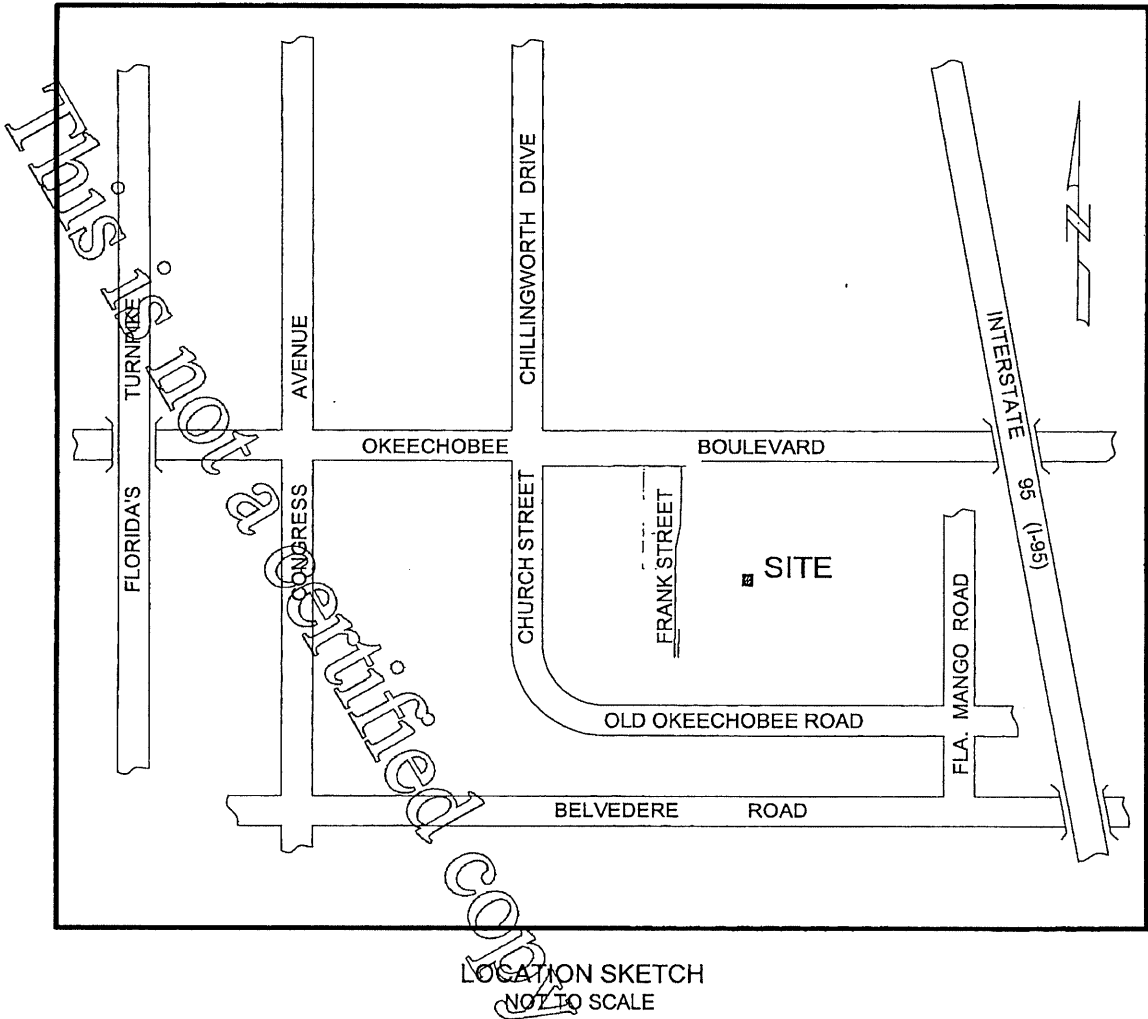 This is not a certified copy
FLORIDA'S TURNPIKE
CONGRESS AVENUE
CHILLINGWORTH DRIVE
INTERSTATE 95 (I-95)
N
OKEECHOBEE BOULEVARD
CHURCH STREET
FRANK STREET
SITE
FLA. MANGO ROAD
OLD OKEECHOBEE ROAD
BELVEDERE ROAD
LOCATION SKETCH
NOT TO SCALE